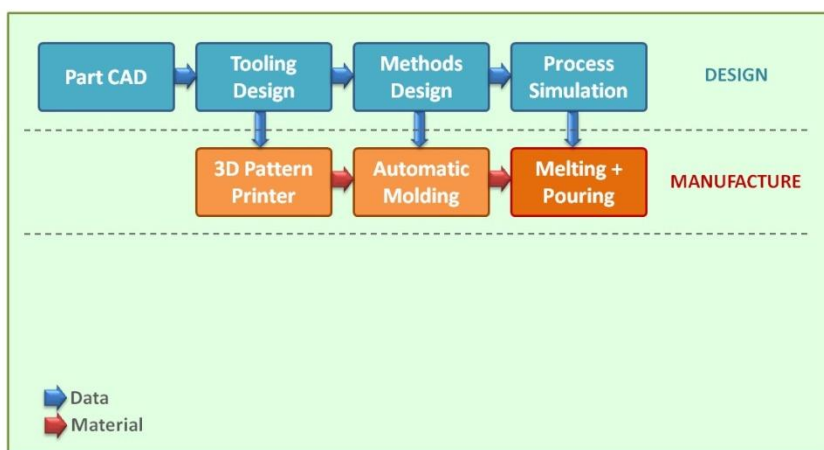 Part CAD
Tooling
Design
Methods
Design
Process
Simulation
DESIGN
3D Pattern
Printer
Automatic
Molding
Melting +
Pouring
MANUFACTURE
Data
Material